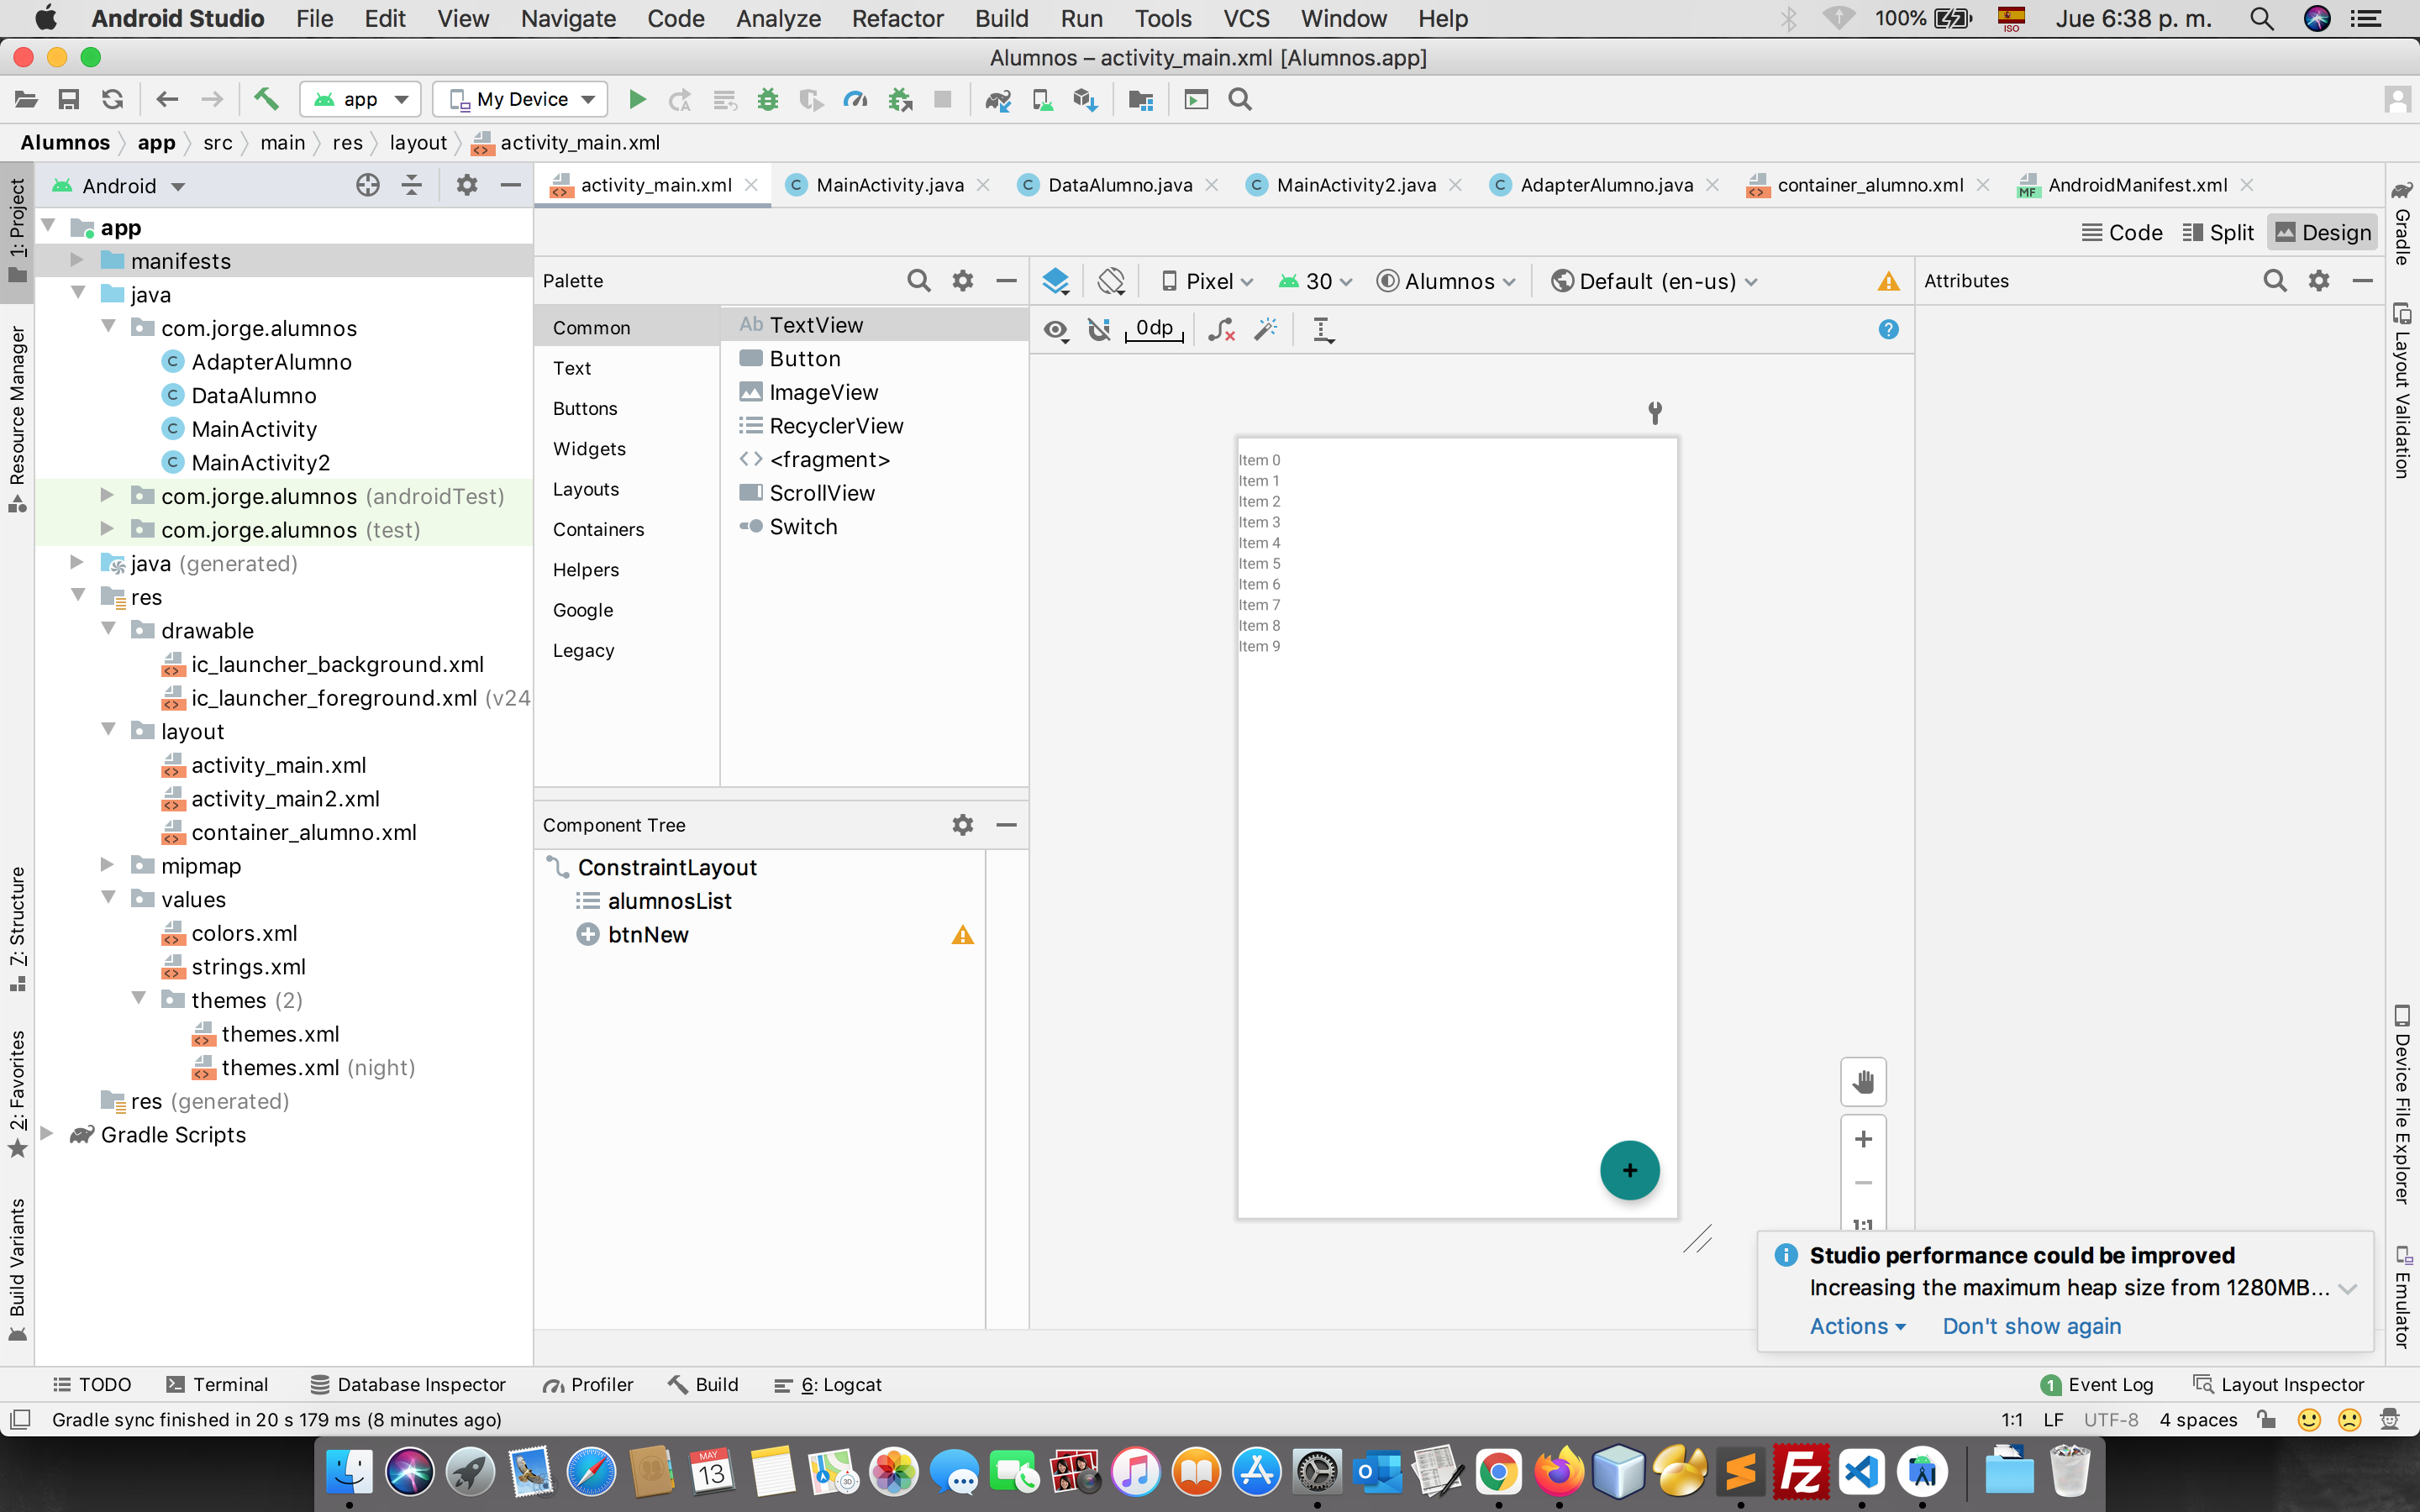 Android Studio File Edit View Navigate Code Analyze Refactor Build Run Tools VCS Window Help 100% ISO Jue 6:38 p. m.
Alumnos – activity_main.xml [Alumnos.app]
app My Device
Alumnos app src main res layout activity_main.xml
Android
activity_main.xml MainActivity.java DataAlumno.java MainActivity2.java AdapterAlumno.java container_alumno.xml MF AndroidManifest.xml
Code Split Design
1: Project
Resource Manager
7: Structure
2: Favorites
Build Variants
app
manifests
java
com.jorge.alumnos
C AdapterAlumno
C DataAlumno
C MainActivity
C MainActivity2
com.jorge.alumnos (androidTest)
com.jorge.alumnos (test)
java (generated)
res
drawable
ic_launcher_background.xml
ic_launcher_foreground.xml (v24
layout
activity_main.xml
activity_main2.xml
container_alumno.xml
mipmap
values
colors.xml
strings.xml
themes (2)
themes.xml
themes.xml (night)
res (generated)
Gradle Scripts
Palette
Common
Text
Buttons
Widgets
Layouts
Containers
Helpers
Google
Legacy
Ab TextView
Button
ImageView
RecyclerView
<fragment>
ScrollView
Switch
Component Tree
ConstraintLayout
alumnosList
btnNew
Pixel 30 Alumnos Default (en-us)
0dp
Item 0
Item 1
Item 2
Item 3
Item 4
Item 5
Item 6
Item 7
Item 8
Item 9
1:1
Attributes
Gradle
Layout Validation
Device File Explorer
Emulator
Studio performance could be improved
Increasing the maximum heap size from 1280MB...
Actions Don't show again
TODO Terminal Database Inspector Profiler Build 6: Logcat 1 Event Log Layout Inspector
Gradle sync finished in 20 s 179 ms (8 minutes ago) 1:1 LF UTF-8 4 spaces
MAY
13
3D
Fz